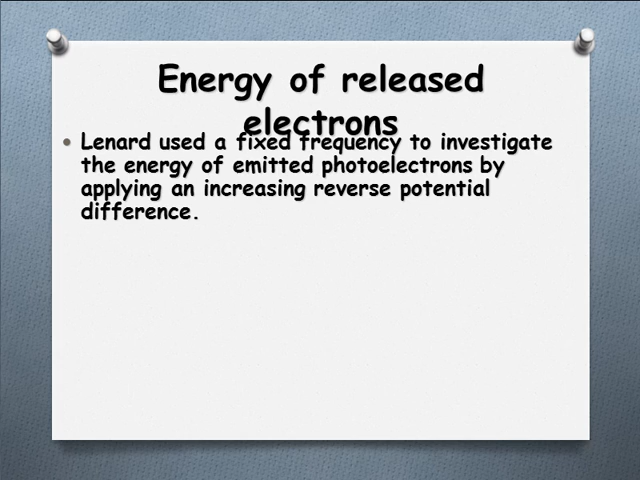 Energy of released
electrons
• Lenard used a fixed frequency to investigate
the energy of emitted photoelectrons by
applying an increasing reverse potential
difference.